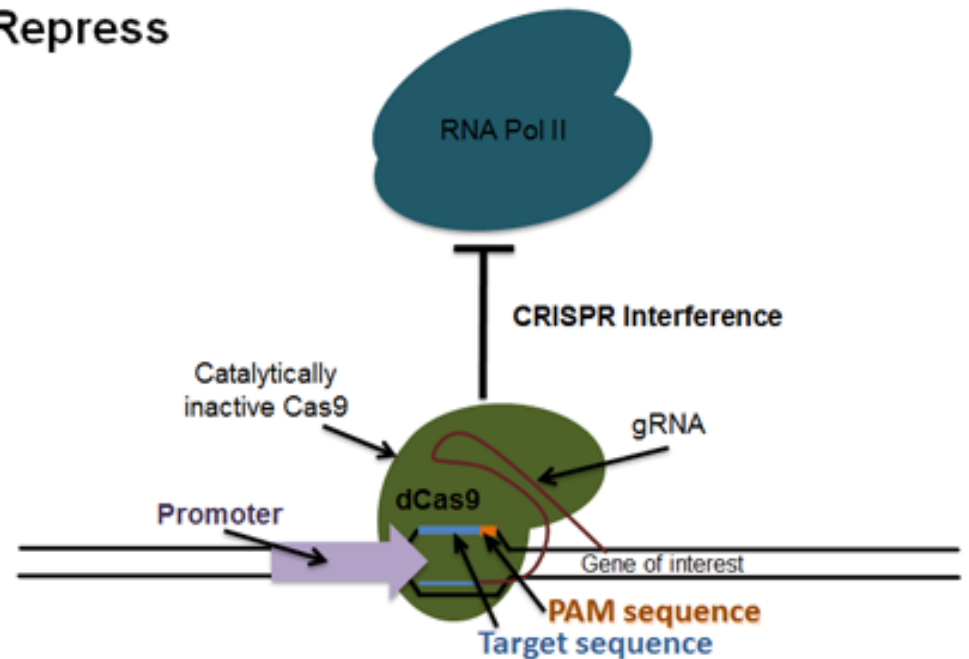 Repress
RNA Pol II
CRISPR Interference
Catalytically
inactive Cas9
gRNA
dCas9
Promoter
Gene of interest
PAM sequence
Target sequence